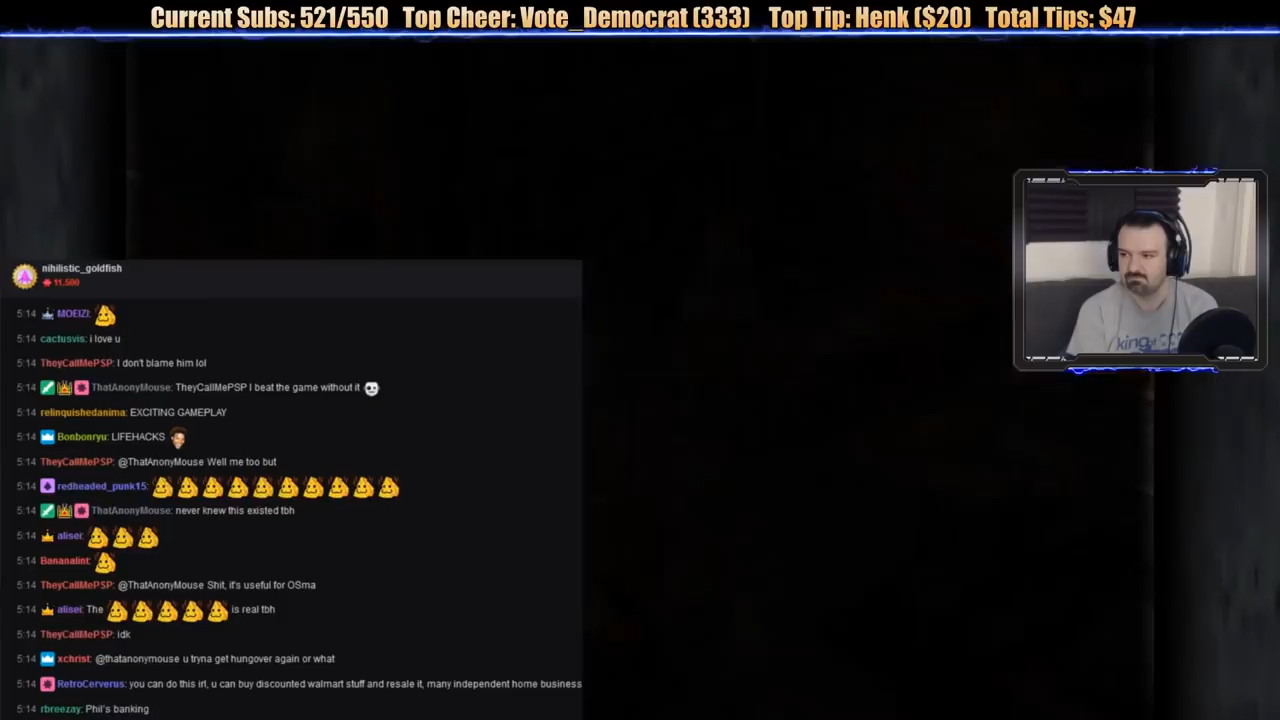 Current Subs: 521/550 Top Cheer: Vote_Democrat (333) Top Tip: Henk ($20) Total Tips: $47
nihilistic_goldfish
11,500
5:14 MOEIZI:
5:14 cactusvis: i love u
5:14 TheyCallMePSP: I don't blame him lol
5:14 ThatAnonyMouse: TheyCallMePSP I beat the game without it
5:14 relinquishedanima: EXCITING GAMEPLAY
5:14 Bonbonryu: LIFEHACKS
5:14 TheyCallMePSP: @ThatAnonyMouse Well me too but
5:14 redheaded_punk15:
5:14 ThatAnonyMouse: never knew this existed tbh
5:14 alisei:
5:14 Bananalint:
5:14 TheyCallMePSP: @ThatAnonyMouse Shit, it's useful for OSma
5:14 alisei: The is real tbh
5:14 TheyCallMePSP: idk
5:14 xchrist: @thatanonymouse u tryna get hungover again or what
5:14 RetroCerverus: you can do this irl, u can buy discounted walmart stuff and resale it, many independent home business
5:14 rbreezay: Phil's banking
king of